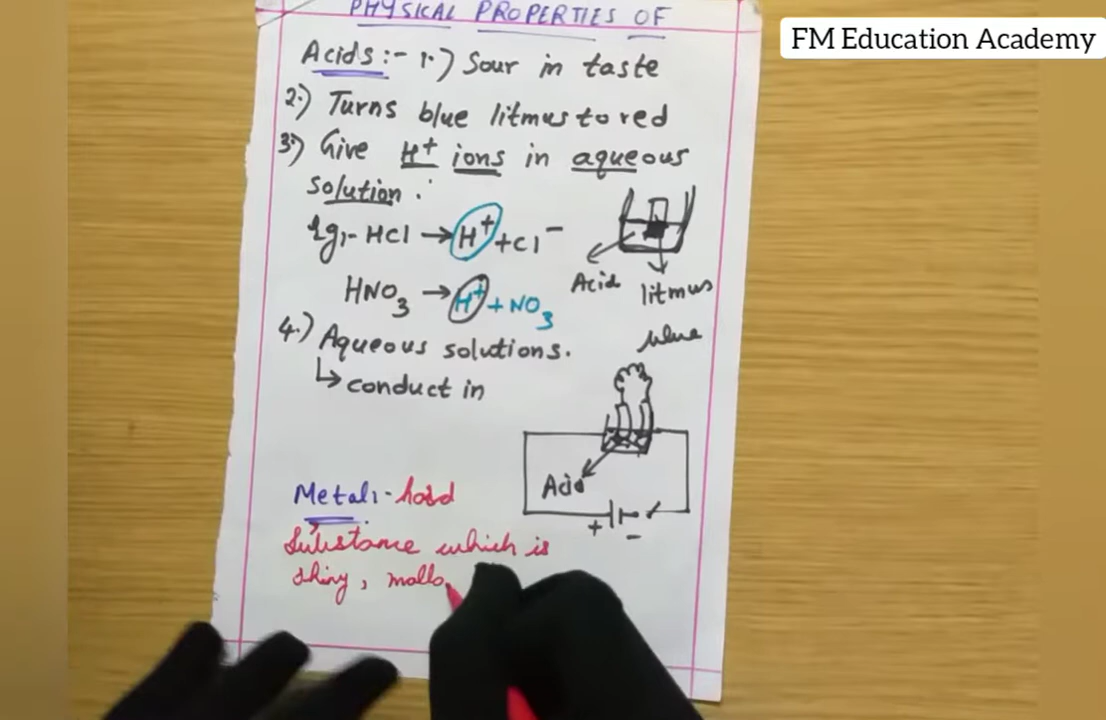 PHYSICAL PROPERTIES OF
FM Education Academy
Acids:- 1.) Sour in taste
2.) Turns blue litmus to red
3.) Give H+ ions in aqueous
solution.
Eg:- HCl → H+ + Cl-
HNO3 → H+ + NO3
Acid
litmus
blue
4.) Aqueous solutions.
↳ conduct in
Acid
+ -
Metal:- hard
Substance which is
shiny, malla